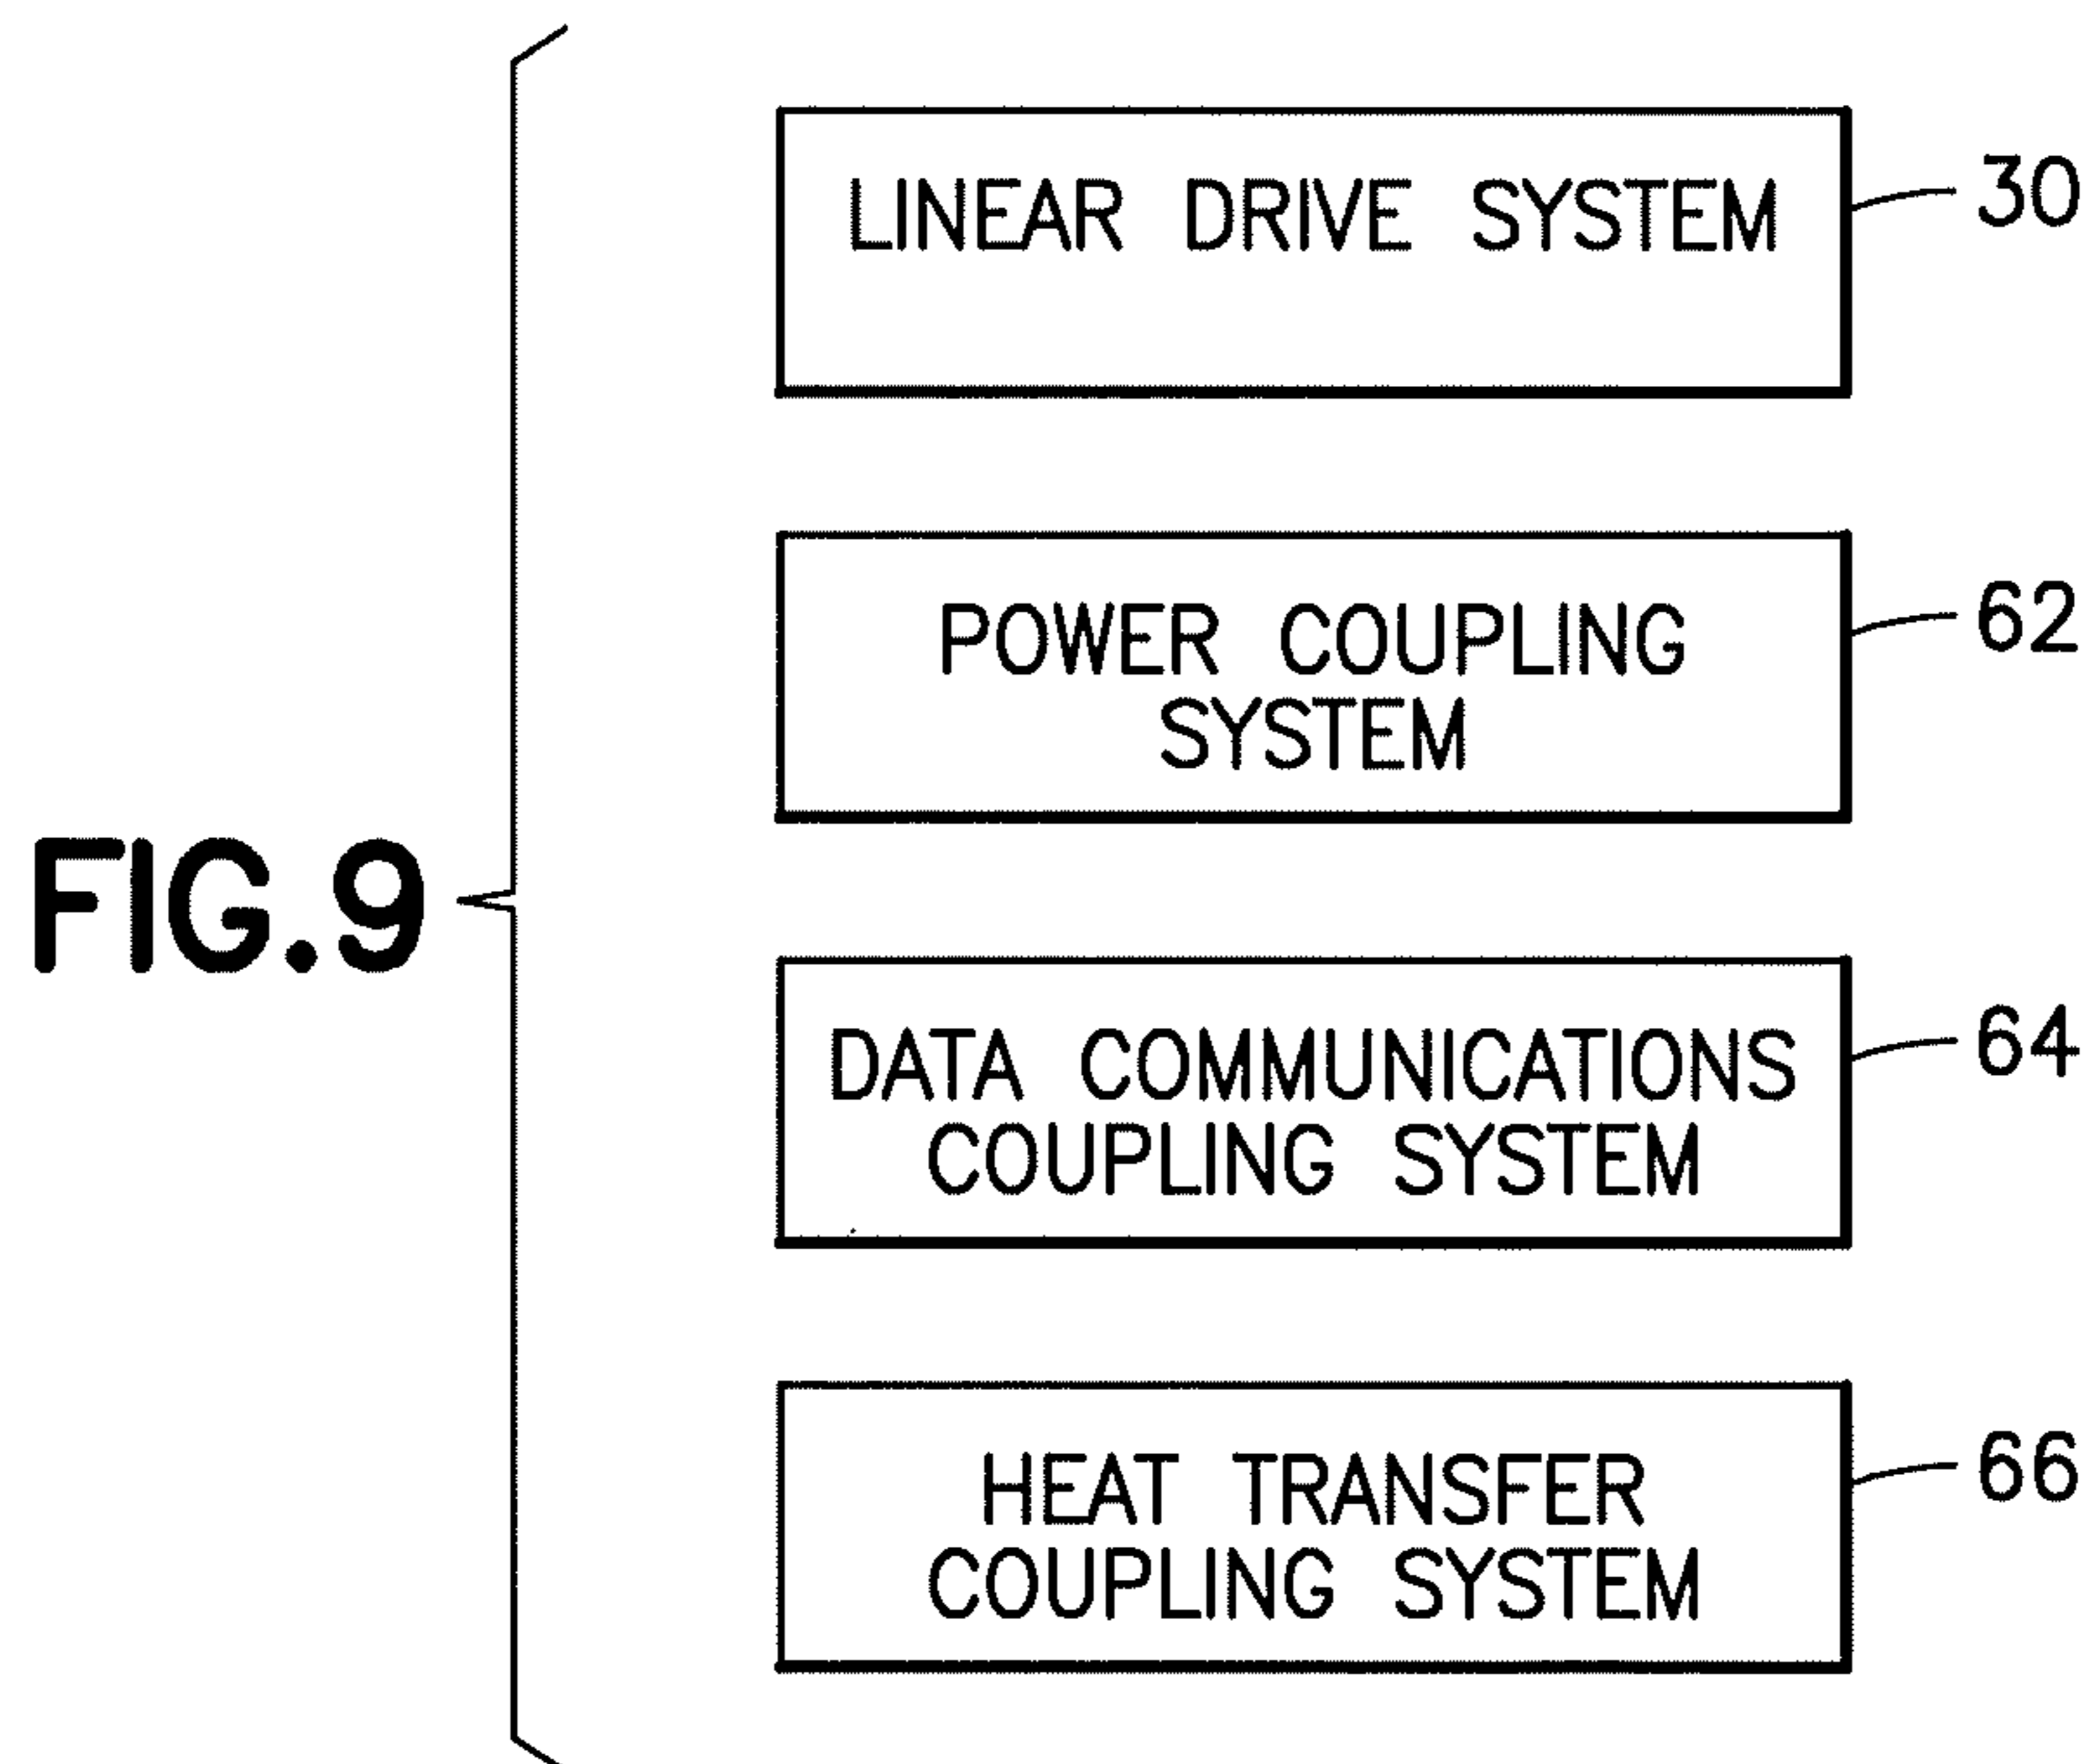 FIG.9
LINEAR DRIVE SYSTEM
30
POWER COUPLING
SYSTEM
62
DATA COMMUNICATIONS
COUPLING SYSTEM
64
HEAT TRANSFER
COUPLING SYSTEM
66